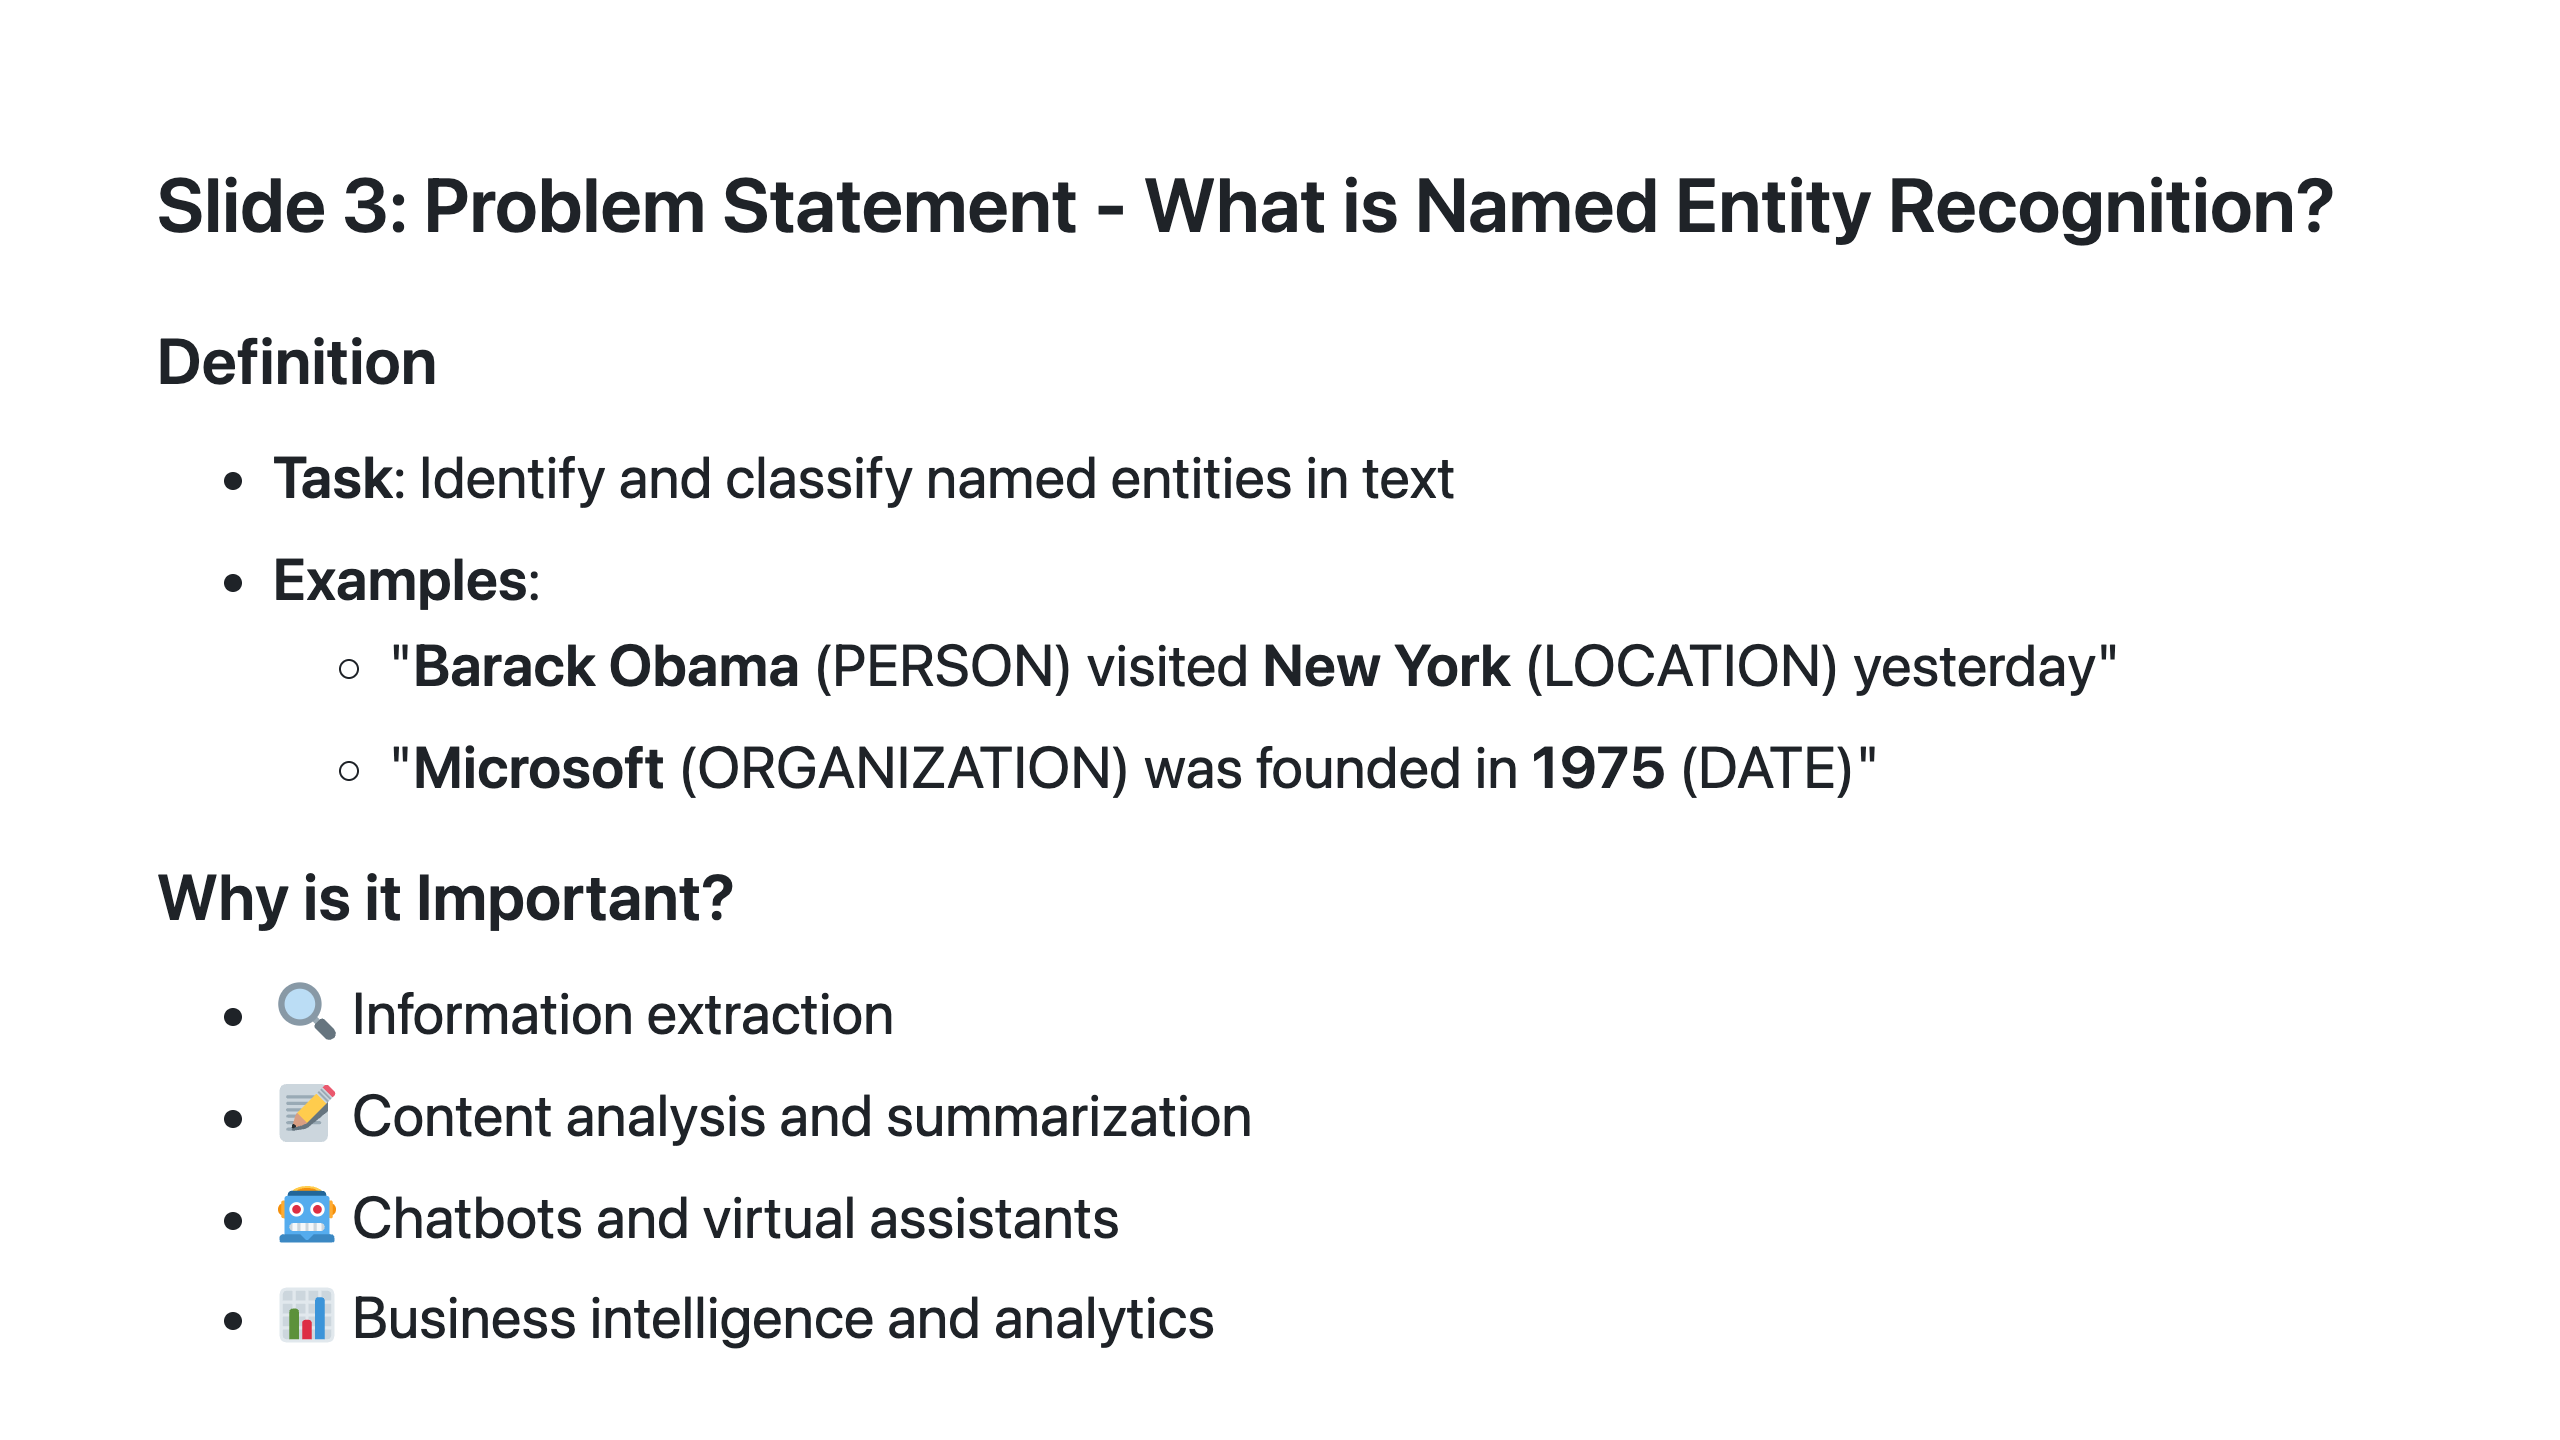 Slide 3: Problem Statement - What is Named Entity Recognition?
Definition
Task: Identify and classify named entities in text
Examples:
"Barack Obama (PERSON) visited New York (LOCATION) yesterday"
"Microsoft (ORGANIZATION) was founded in 1975 (DATE)"
Why is it Important?
🔍 Information extraction
📝 Content analysis and summarization
🤖 Chatbots and virtual assistants
📊 Business intelligence and analytics